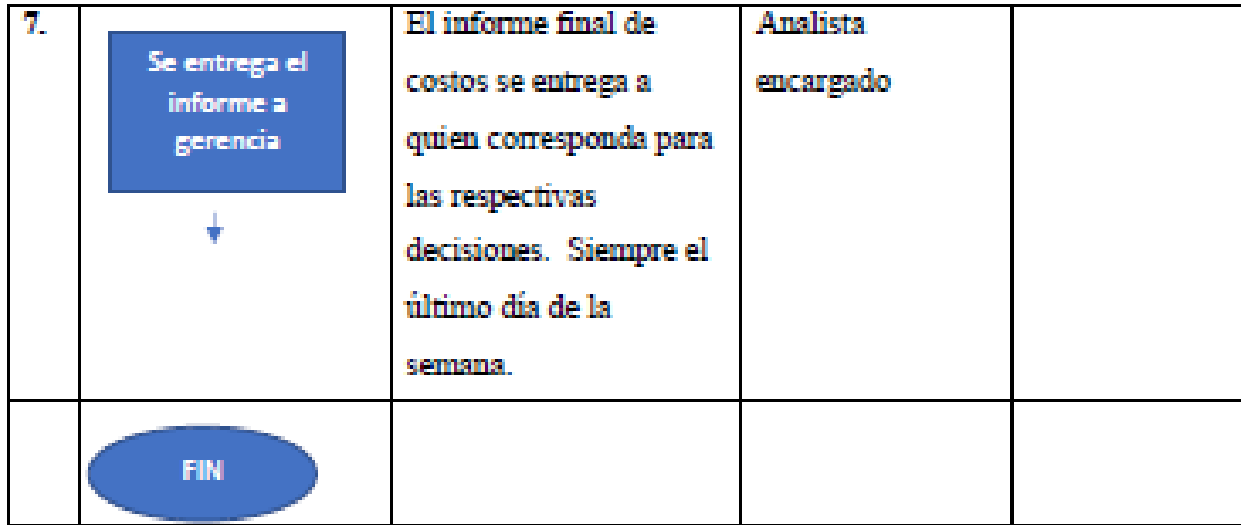 7.
Se entrega el
informe a
gerencia
El informe final de
costos se entrega a
quien corresponda para
las respectivas
decisiones. Siempre el
último día de la
semana.
Analista
encargado
FIN